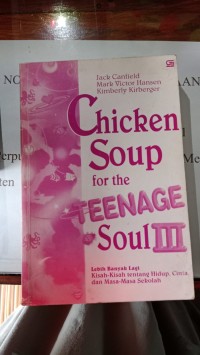 Jack Canfield
Mark Victor Hansen
Kimberly Kirberger
Chicken
Soup
for the
TEENAGE
Soul III
Lebih Banyak Lagi
Kisah-Kisah tentang Hidup, Cinta
dan Masa-Masa Sekolah